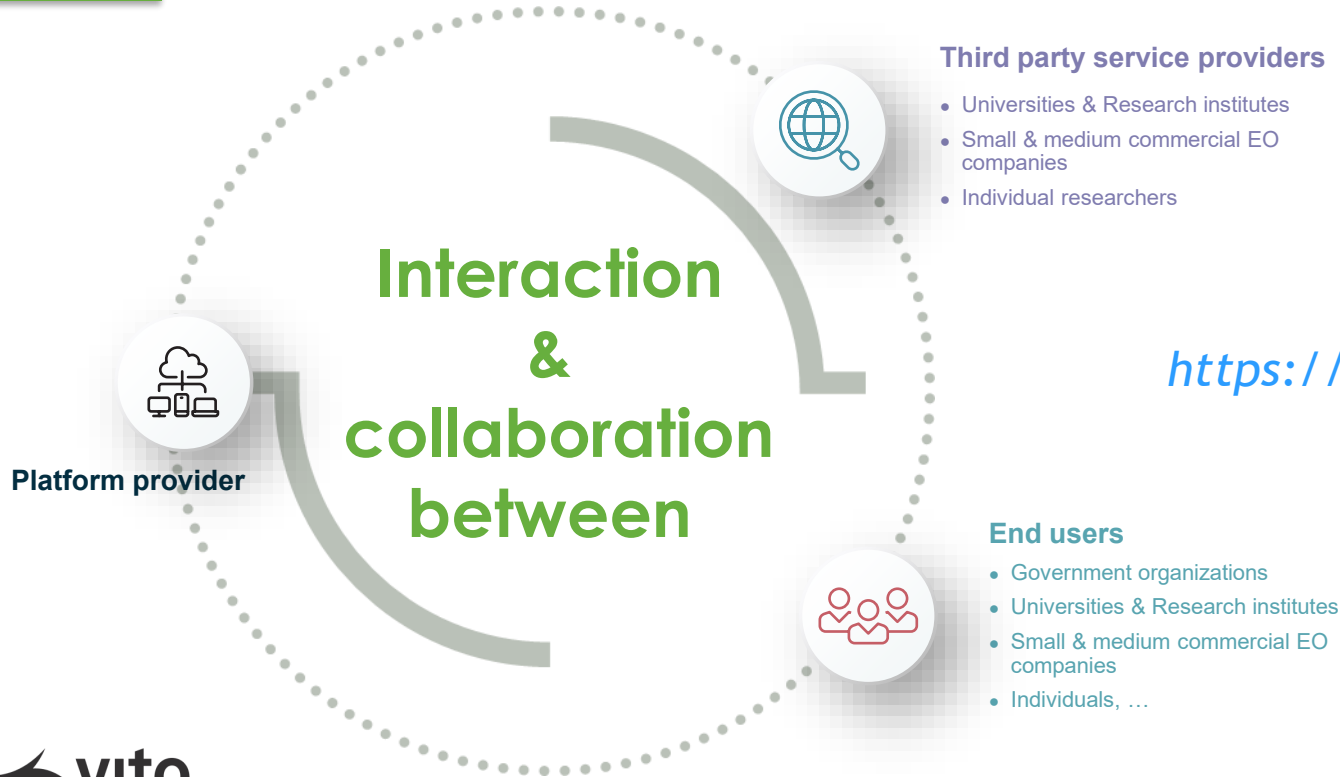 Third party service providers
• Universities & Research institutes
• Small & medium commercial EO
companies
• Individual researchers
Interaction
&
collaboration
between
https://
Platform provider
End users
• Government organizations
• Universities & Research institutes
• Small & medium commercial EO
companies
• Individuals, …
vito